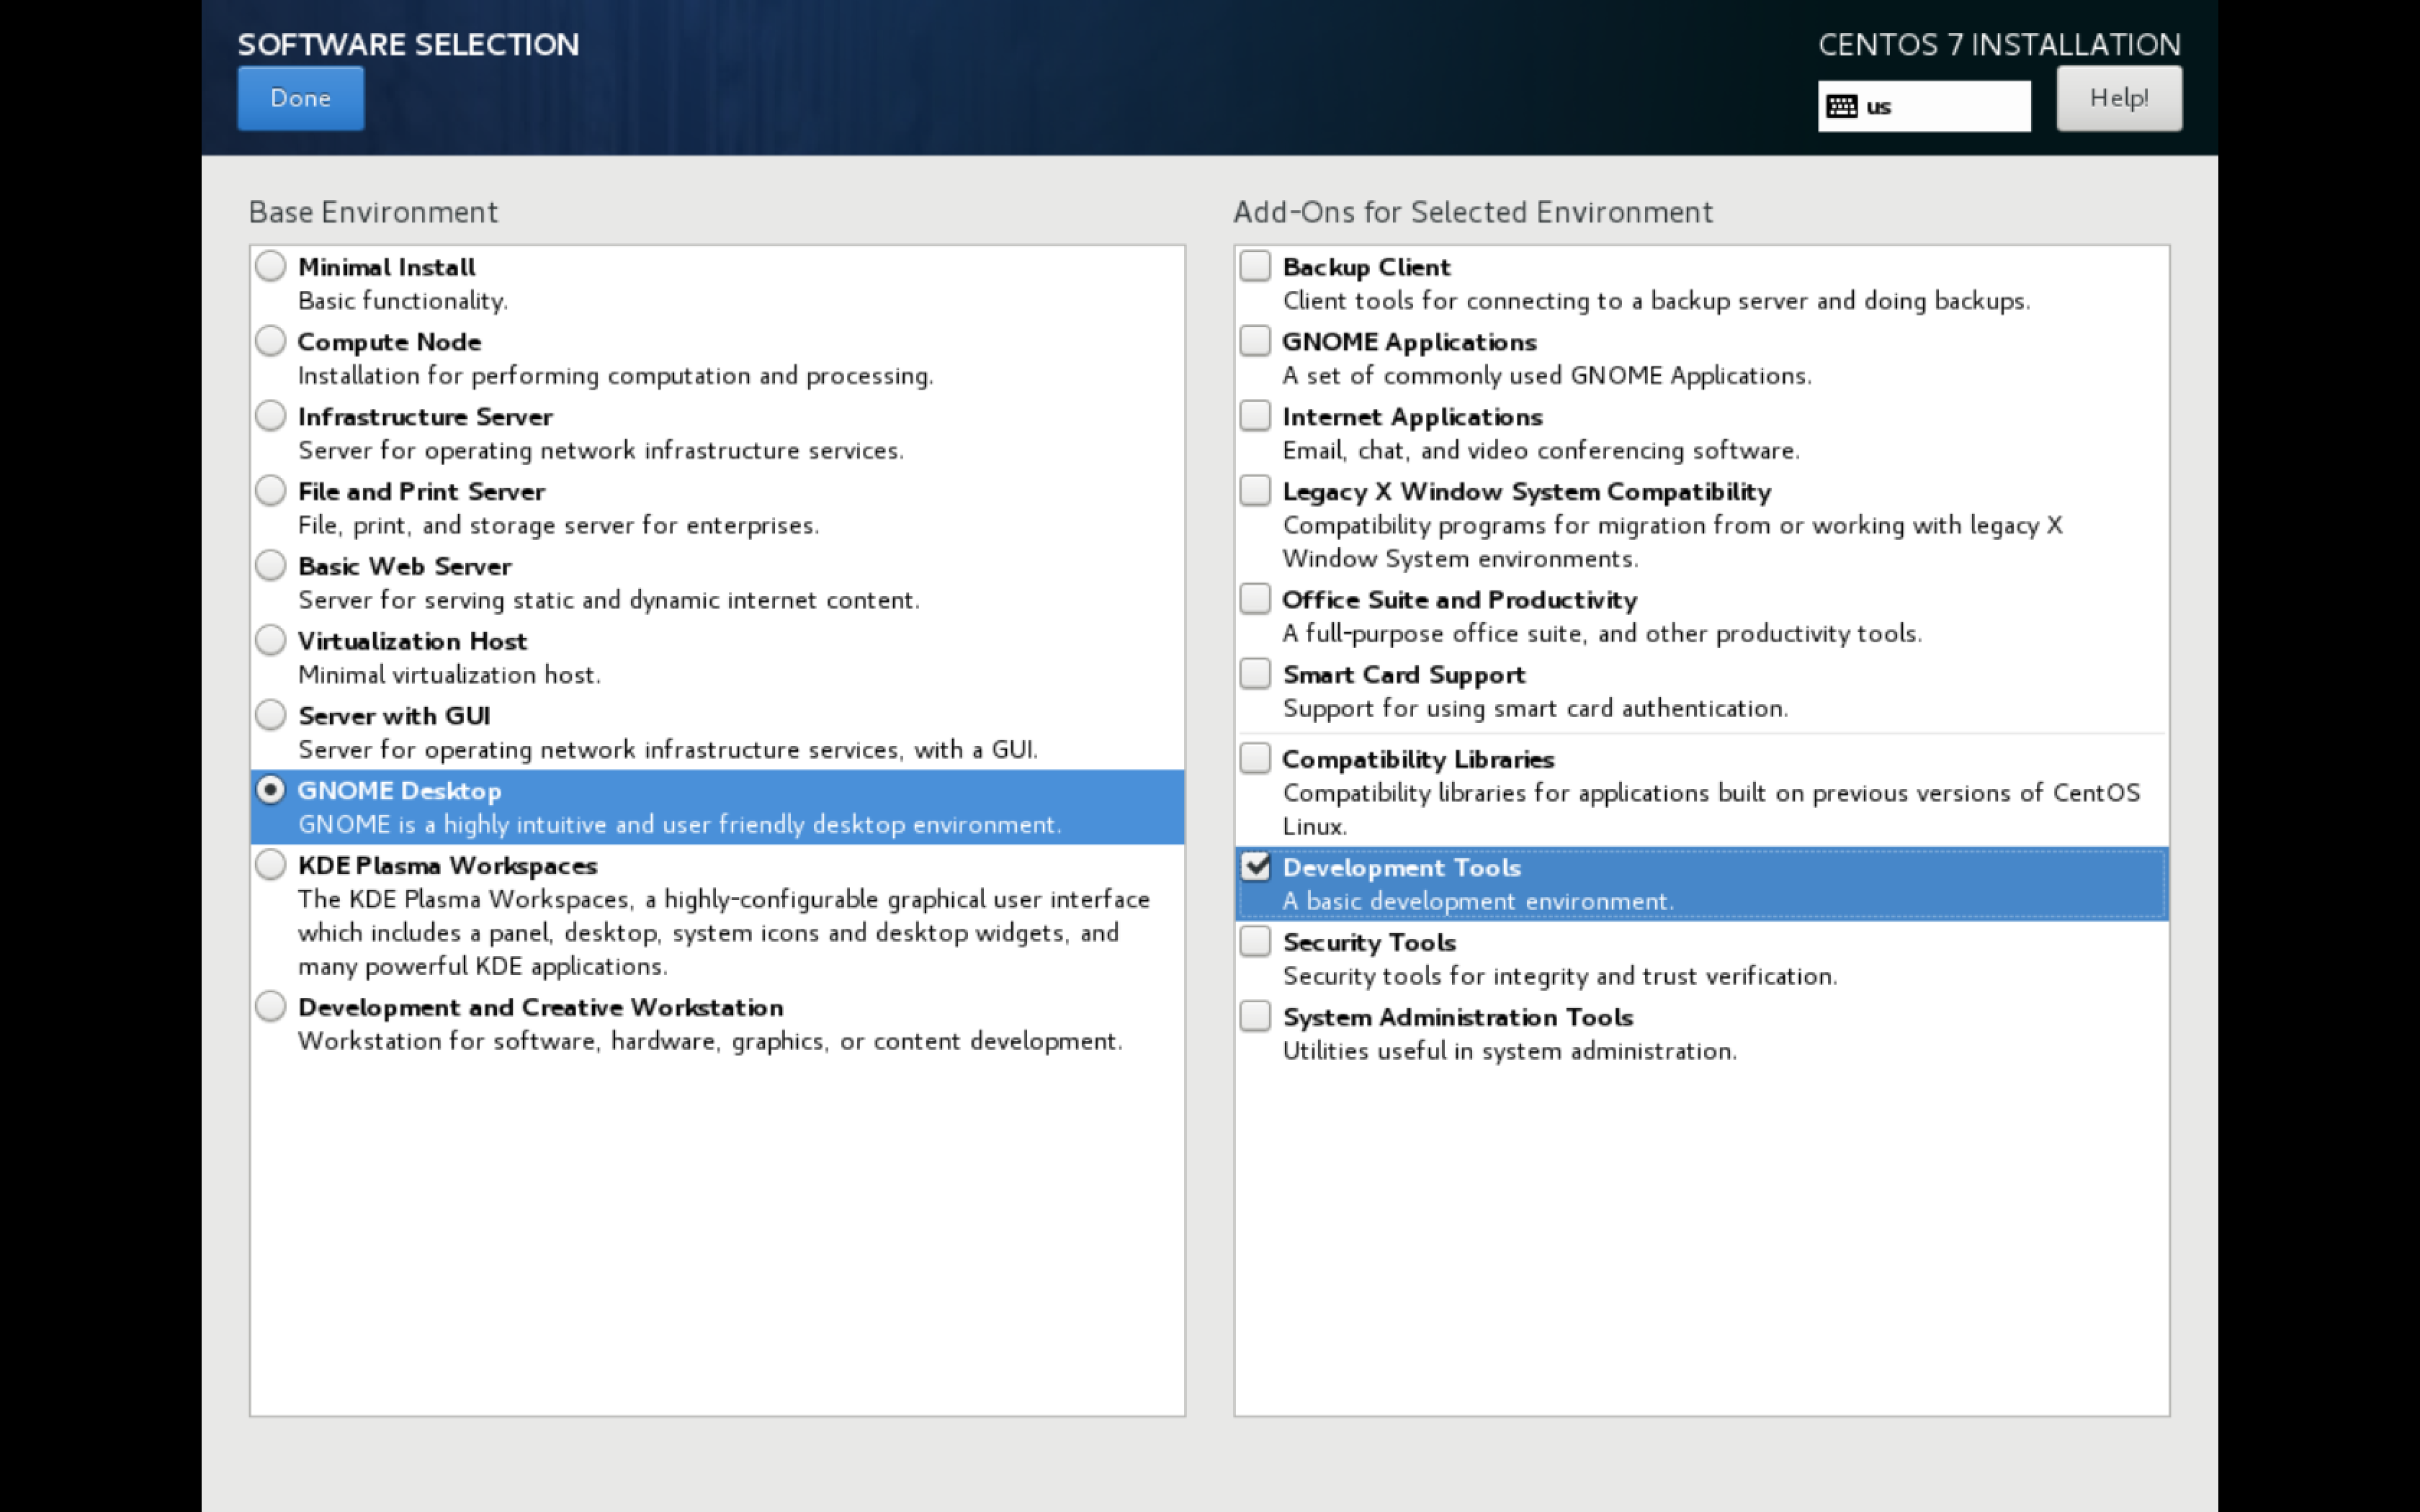 SOFTWARE SELECTION
Done
CENTOS 7 INSTALLATION
us
Help!
Base Environment
Minimal Install
Basic functionality.
Compute Node
Installation for performing computation and processing.
Infrastructure Server
Server for operating network infrastructure services.
File and Print Server
File, print, and storage server for enterprises.
Basic Web Server
Server for serving static and dynamic internet content.
Virtualization Host
Minimal virtualization host.
Server with GUI
Server for operating network infrastructure services, with a GUI.
GNOME Desktop
GNOME is a highly intuitive and user friendly desktop environment.
KDE Plasma Workspaces
The KDE Plasma Workspaces, a highly-configurable graphical user interface
which includes a panel, desktop, system icons and desktop widgets, and
many powerful KDE applications.
Development and Creative Workstation
Workstation for software, hardware, graphics, or content development.
Add-Ons for Selected Environment
Backup Client
Client tools for connecting to a backup server and doing backups.
GNOME Applications
A set of commonly used GNOME Applications.
Internet Applications
Email, chat, and video conferencing software.
Legacy X Window System Compatibility
Compatibility programs for migration from or working with legacy X
Window System environments.
Office Suite and Productivity
A full-purpose office suite, and other productivity tools.
Smart Card Support
Support for using smart card authentication.
Compatibility Libraries
Compatibility libraries for applications built on previous versions of CentOS
Linux.
Development Tools
A basic development environment.
Security Tools
Security tools for integrity and trust verification.
System Administration Tools
Utilities useful in system administration.